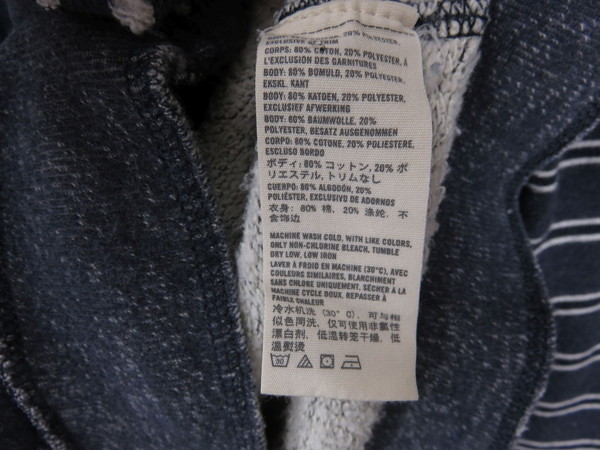 EXCLUSIVE OF TRIM
CORPS: 80% COTON, 20% POLYESTER,
L'EXCLUSION DES GARNITURES
BODY: 80% BOMULD, 20% POLYESTER,
EKSKL. KANT
BODY: 80% KATOEN, 20% POLYESTER,
EXCLUSIEF AFWERKING
BODY: 80% BAUMWOLLE, 20%
POLYESTER, BESATZ AUSGENOMMEN
CORPO: 80% COTONE, 20% POLIESTERE,
ESCLUSO BORDO
ボディ: 80% コットン, 20% ポ
リエステル, トリムなし
CUERPO: 80% ALGODÓN, 20%
POLIÉSTER, EXCLUSIVO DE ADORNOS
衣身: 80% 棉, 20% 涤纶, 不
含饰边
MACHINE WASH COLD, WITH LIKE COLORS,
ONLY NON-CHLORINE BLEACH, TUMBLE
DRY LOW, LOW IRON
LAVER À FROID EN MACHINE (30°C), AVEC
COULEURS SIMILAIRES, BLANCHIMENT
SANS CHLORE UNIQUEMENT, SÉCHER À LA
MACHINE CYCLE DOUX, REPASSER À
FAIBLE CHALEUR
冷水机洗 (30° C), 可与相
似色同洗, 仅可使用非氯性
漂白剂, 低温转笼干燥, 低
温熨烫
30